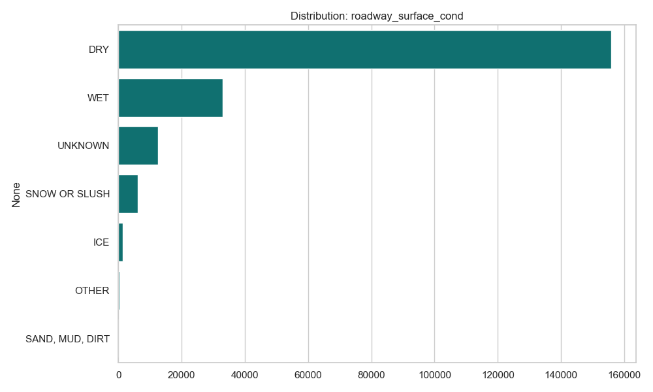 Distribution: roadway_surface_cond
DRY
WET
UNKNOWN
SNOW OR SLUSH
ICE
OTHER
SAND, MUD, DIRT
None
0 20000 40000 60000 80000 100000 120000 140000 160000